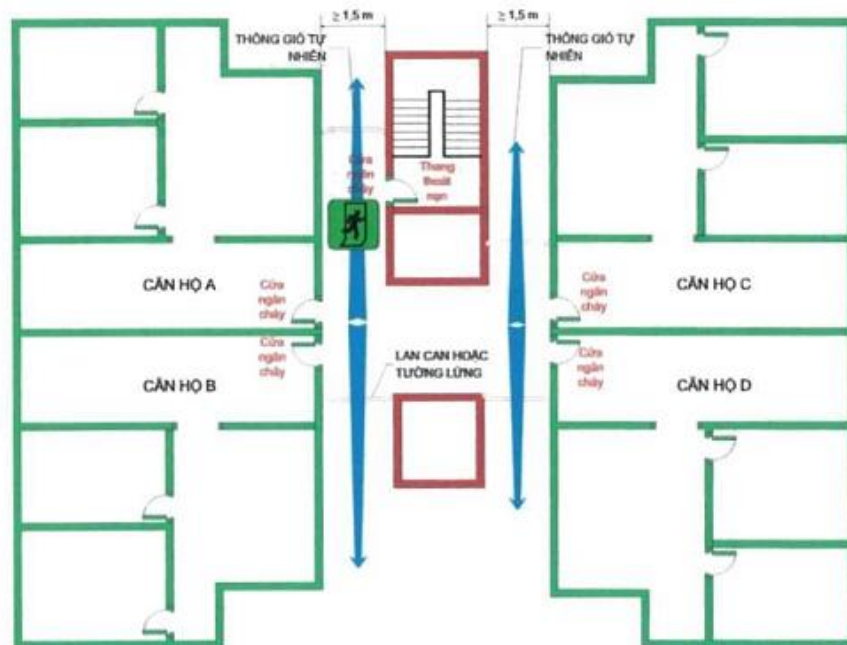 ≥ 1,5 m
≥ 1,5 m
THÔNG GIÓ TỰ
NHIÊN
THÔNG GIÓ TỰ
NHIÊN
Cửa
ngăn
cháy
Thang
thoát
nạn
CĂN HỘ A
Cửa
ngăn
cháy
Cửa
ngăn
cháy
CĂN HỘ C
Cửa
ngăn
cháy
CĂN HỘ B
LAN CAN HOẶC
TƯỜNG LỬNG
Cửa
ngăn
cháy
CĂN HỘ D